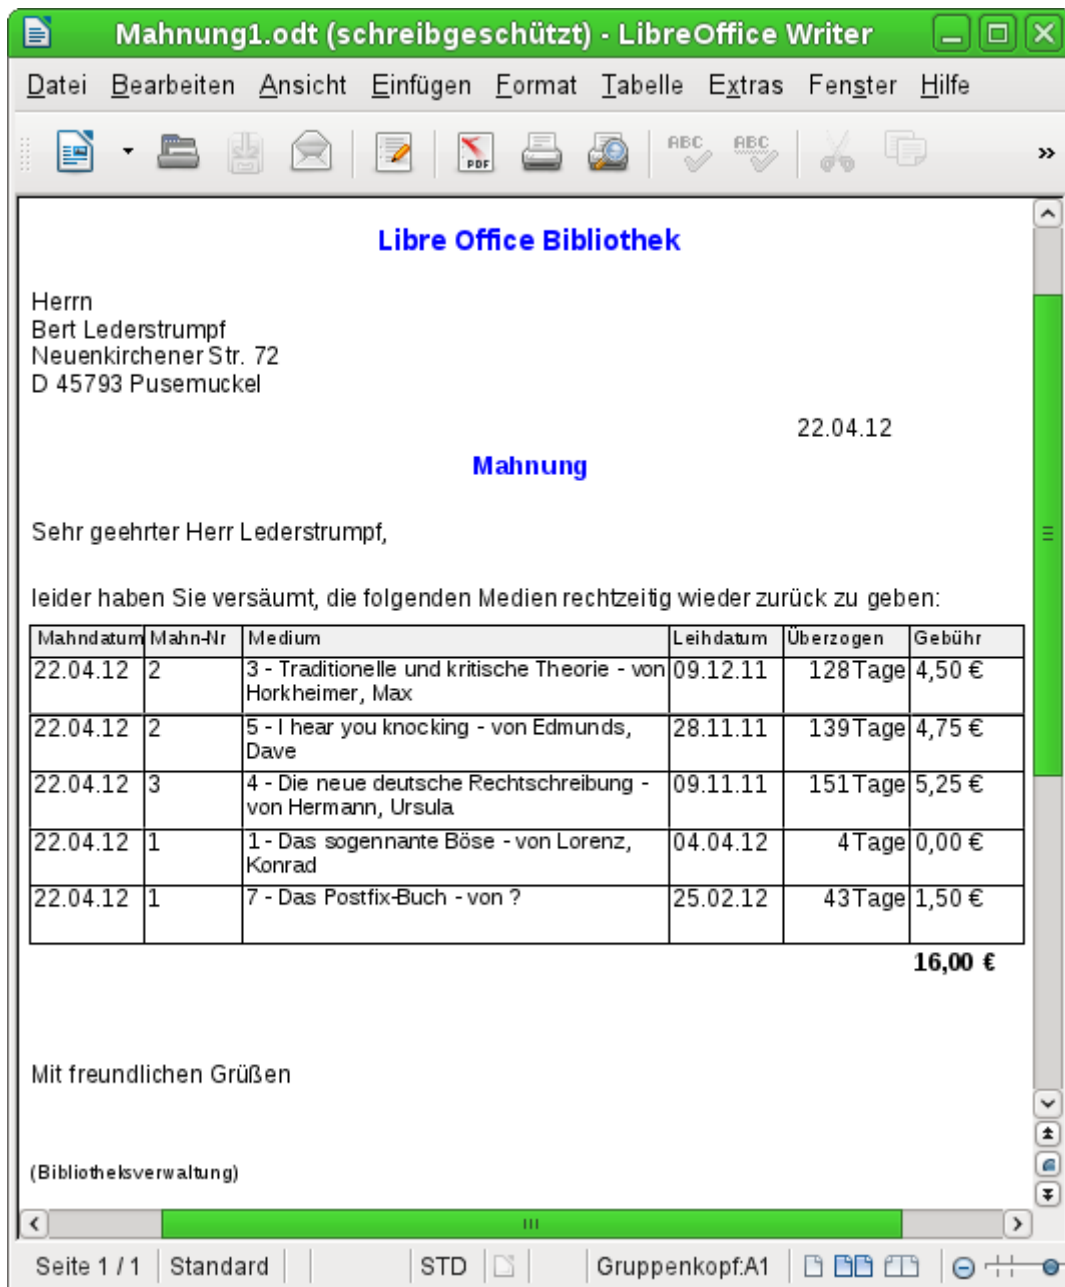 Mahnung1.odt (schreibgeschützt) - LibreOffice Writer
Datei Bearbeiten Ansicht Einfügen Format Tabelle Extras Fenster Hilfe
PDF ABC ABC »
Libre Office Bibliothek
Herrn
Bert Lederstrumpf
Neuenkirchener Str. 72
D 45793 Pusemuckel
22.04.12
Mahnung
Sehr geehrter Herr Lederstrumpf,
leider haben Sie versäumt, die folgenden Medien rechtzeitig wieder zurück zu geben:
Mahndatum Mahn-Nr Medium Leihdatum Überzogen Gebühr
22.04.12 2 3 - Traditionelle und kritische Theorie - von 09.12.11 128 Tage 4,50 €
Horkheimer, Max
22.04.12 2 5 - I hear you knocking - von Edmunds, 28.11.11 139 Tage 4,75 €
Dave
22.04.12 3 4 - Die neue deutsche Rechtschreibung - 09.11.11 151 Tage 5,25 €
von Hermann, Ursula
22.04.12 1 1 - Das sogennante Böse - von Lorenz, 04.04.12 4 Tage 0,00 €
Konrad
22.04.12 1 7 - Das Postfix-Buch - von ? 25.02.12 43 Tage 1,50 €
16,00 €
Mit freundlichen Grüßen
(Bibliotheksverwaltung)
Seite 1 / 1 Standard STD Gruppenkopf:A1